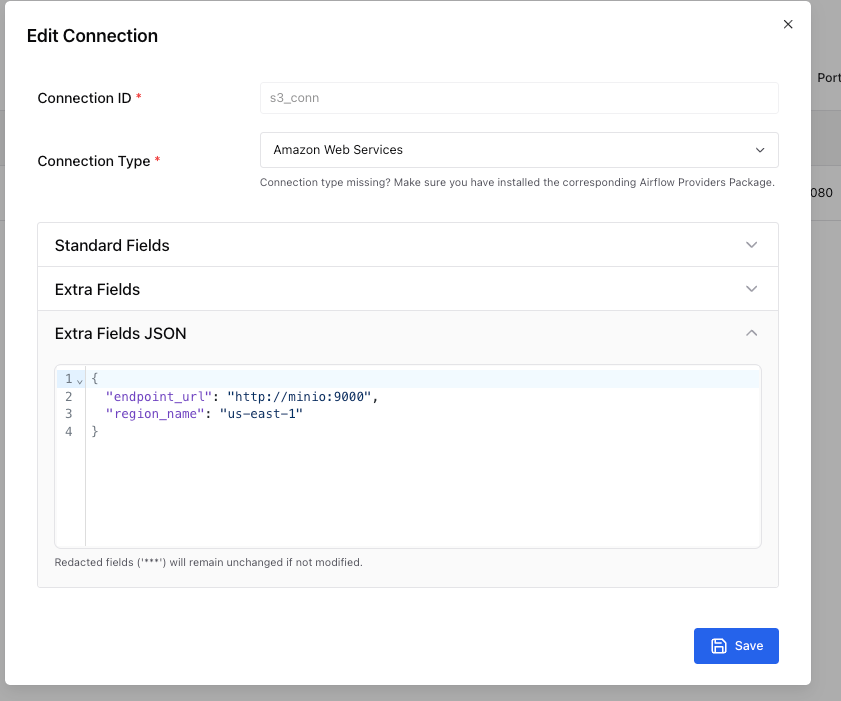 Edit Connection
Port
Connection ID *
s3_conn
Connection Type *
Amazon Web Services
Connection type missing? Make sure you have installed the corresponding Airflow Providers Package.
080
Standard Fields
Extra Fields
Extra Fields JSON
1 {
2 "endpoint_url": "http://minio:9000",
3 "region_name": "us-east-1"
4 }
Redacted fields ('***') will remain unchanged if not modified.
Save